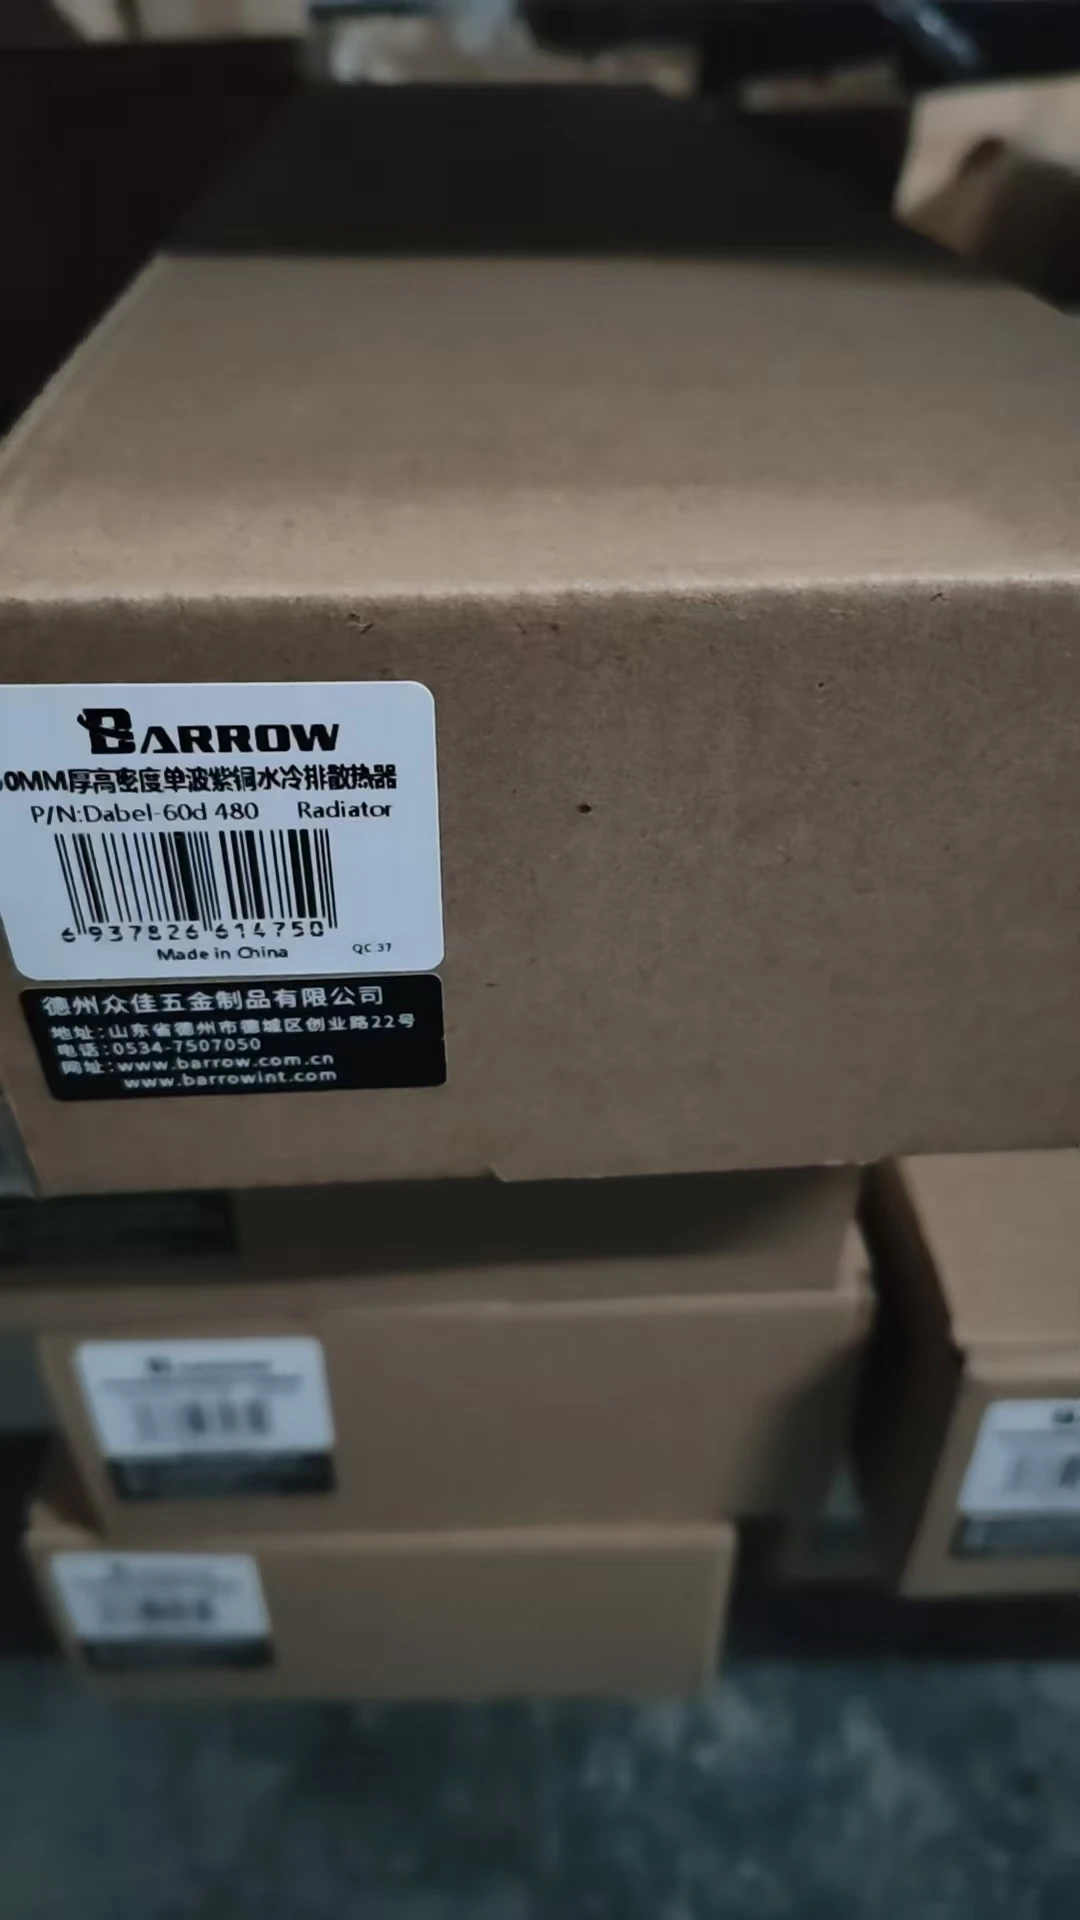 BARROW
0MM厚高密度单波紫铜水冷排散热器
P/N:Dabel-60d 480 Radiator
6 937826 614750
Made in China QC 37
德州众佳五金制品有限公司
地址:山东省德州市德城区创业路22号
电话:0534-7507050
网址:www.barrow.com.cn
www.barrowint.com